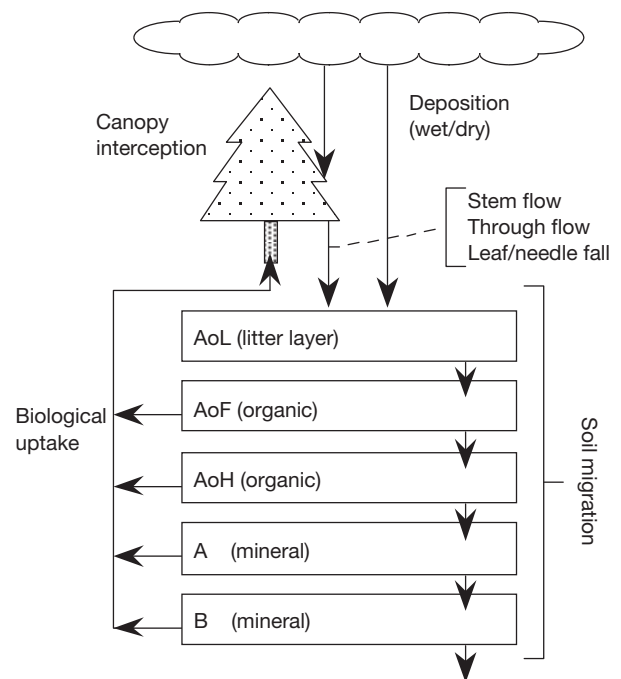 Deposition
(wet/dry)
Canopy
interception
Stem flow
Through flow
Leaf/needle fall
AoL (litter layer)
AoF (organic)
Biological
uptake
AoH (organic)
A (mineral)
B (mineral)
Soil migration